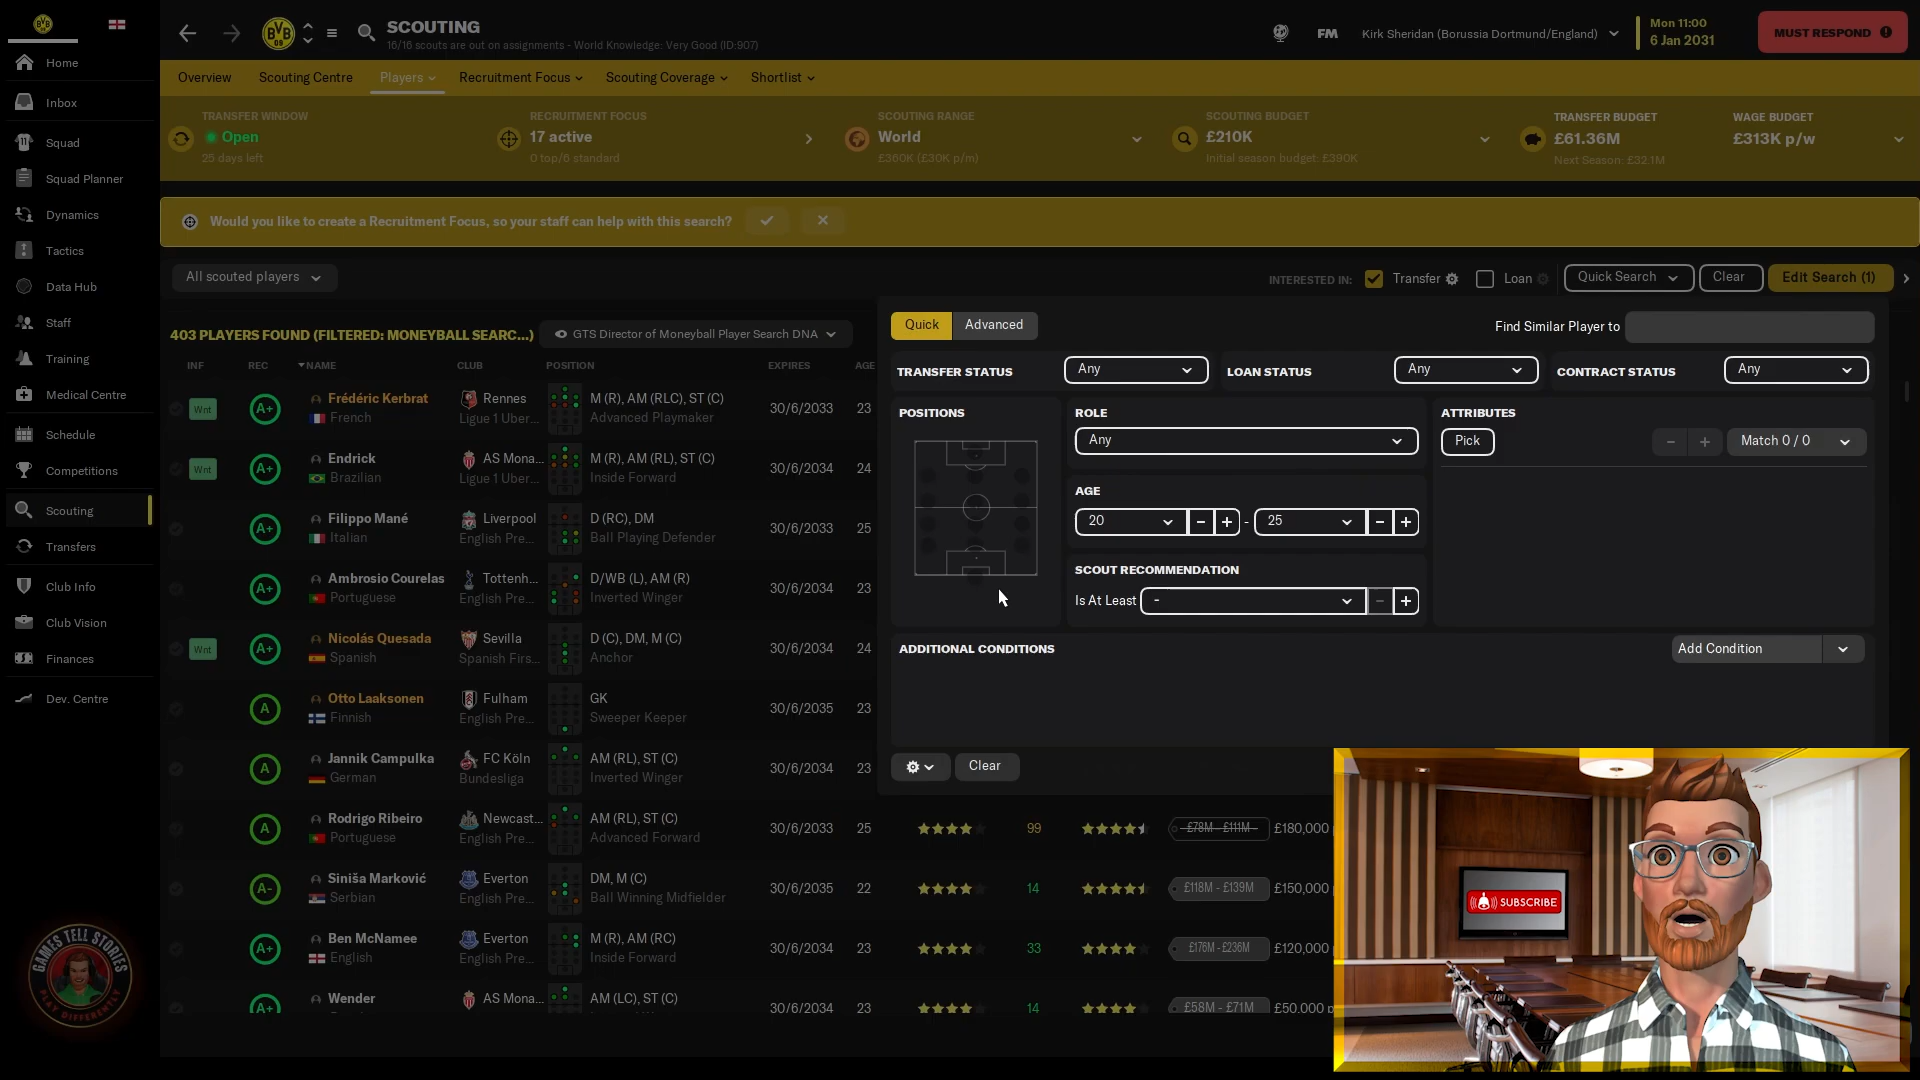 SCOUTING
16/16 scouts are out on assignments - World Knowledge: Very Good (ID:907)
FM
Kirk Sheridan (Borussia Dortmund/England)
Mon 11:00
6 Jan 2031
MUST RESPOND
Home
Inbox
Squad
Squad Planner
Dynamics
Tactics
Data Hub
Staff
Training
Medical Centre
Schedule
Competitions
Scouting
Transfers
Club Info
Club Vision
Finances
Dev. Centre
GAMES TELL STORIES
PLAY DIFFERENTLY
Overview
Scouting Centre
Players
Recruitment Focus
Scouting Coverage
Shortlist
TRANSFER WINDOW
Open
25 days left
RECRUITMENT FOCUS
17 active
0 top/6 standard
SCOUTING RANGE
World
£360K (£30K p/m)
SCOUTING BUDGET
£210K
Initial season budget: £390K
TRANSFER BUDGET
£61.36M
Next Season: £32.1M
WAGE BUDGET
£313K p/w
Would you like to create a Recruitment Focus, so your staff can help with this search?
All scouted players
INTERESTED IN:
Transfer
Loan
Quick Search
Clear
Edit Search (1)
403 PLAYERS FOUND (FILTERED: MONEYBALL SEARC...)
GTS Director of Moneyball Player Search DNA
INF REC NAME CLUB POSITION EXPIRES AGE
Wnt A+ Frédéric Kerbrat Rennes M (R), AM (RLC), ST (C) 30/6/2033 23
French Ligue 1 Uber... Advanced Playmaker
Wnt A+ Endrick AS Mona... M (R), AM (RL), ST (C) 30/6/2034 24
Brazilian Ligue 1 Uber... Inside Forward
A+ Filippo Mané Liverpool D (RC), DM 30/6/2033 25
Italian English Pre... Ball Playing Defender
A+ Ambrosio Courelas Tottenh... D/WB (L), AM (R) 30/6/2034 23
Portuguese English Pre... Inverted Winger
Wnt A+ Nicolás Quesada Sevilla D (C), DM, M (C) 30/6/2034 24
Spanish Spanish Firs... Anchor
A Otto Laaksonen Fulham GK 30/6/2035 23
Finnish English Pre... Sweeper Keeper
A Jannik Campulka FC Köln AM (RL), ST (C) 30/6/2034 23
German Bundesliga Inverted Winger
A Rodrigo Ribeiro Newcast... AM (RL), ST (C) 30/6/2033 25 99 £78M - £111M £180,000
Portuguese English Pre... Advanced Forward
A- Siniša Marković Everton DM, M (C) 30/6/2035 22 14 £118M - £139M £150,000
Serbian English Pre... Ball Winning Midfielder
A+ Ben McNamee Everton M (R), AM (RC) 30/6/2034 23 33 £176M - £236M £120,000
English English Pre... Inside Forward
A+ Wender AS Mona... AM (LC), ST (C) 30/6/2034 23 14 £58M - £71M £50,000
Quick
Advanced
Find Similar Player to
TRANSFER STATUS
Any
LOAN STATUS
Any
CONTRACT STATUS
Any
POSITIONS
ROLE
Any
AGE
20 - + - 25 - +
SCOUT RECOMMENDATION
Is At Least - - +
ATTRIBUTES
Pick
- +
Match 0 / 0
ADDITIONAL CONDITIONS
Add Condition
Clear
SUBSCRIBE